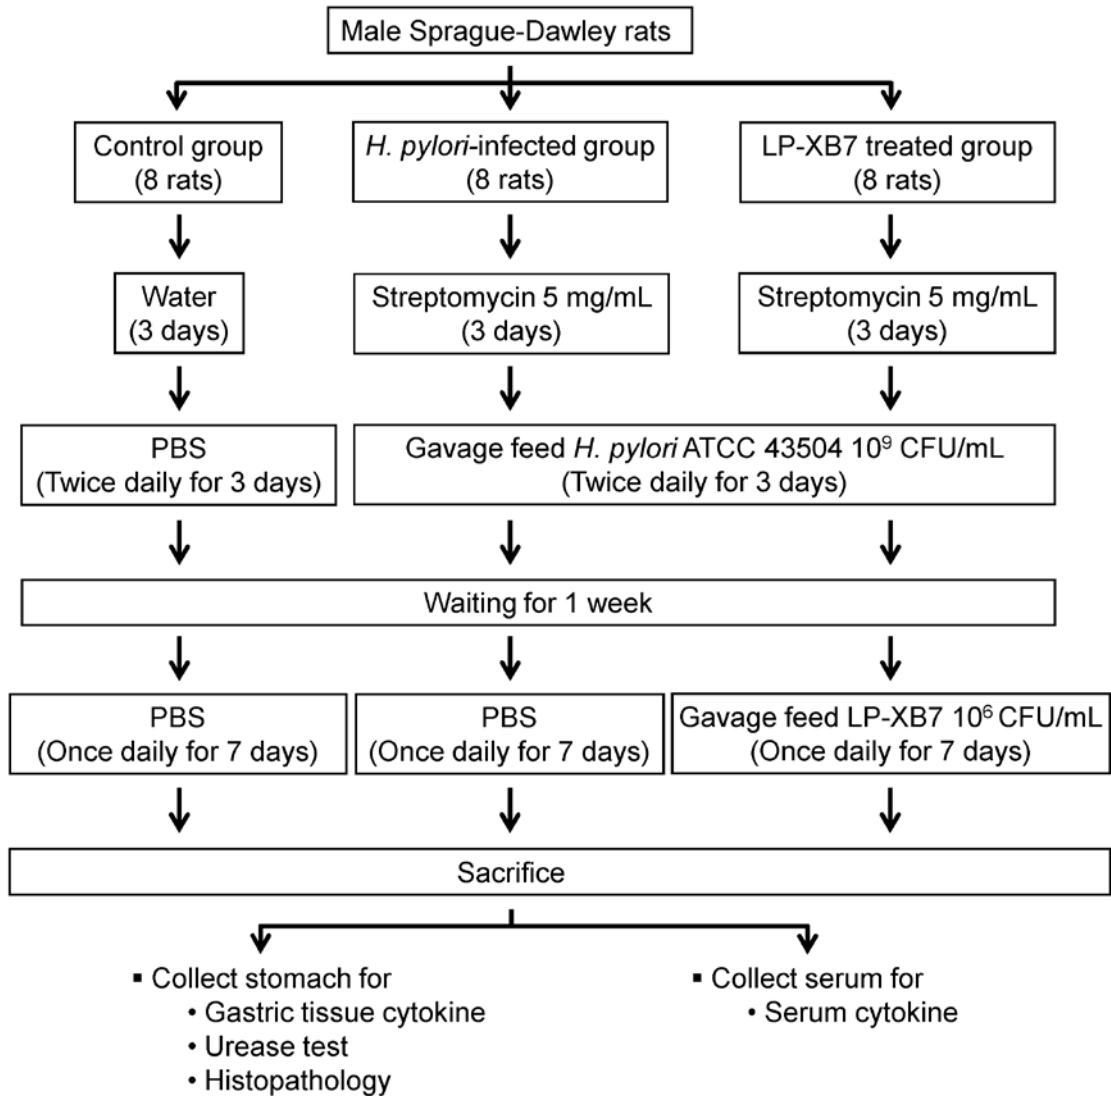 Male Sprague-Dawley rats
Control group
(8 rats)
H. pylori-infected group
(8 rats)
LP-XB7 treated group
(8 rats)
Water
(3 days)
Streptomycin 5 mg/mL
(3 days)
Streptomycin 5 mg/mL
(3 days)
PBS
(Twice daily for 3 days)
Gavage feed H. pylori ATCC 43504 10⁹ CFU/mL
(Twice daily for 3 days)
Waiting for 1 week
PBS
(Once daily for 7 days)
PBS
(Once daily for 7 days)
Gavage feed LP-XB7 10⁶ CFU/mL
(Once daily for 7 days)
Sacrifice
▪ Collect stomach for
• Gastric tissue cytokine
• Urease test
• Histopathology
▪ Collect serum for
• Serum cytokine